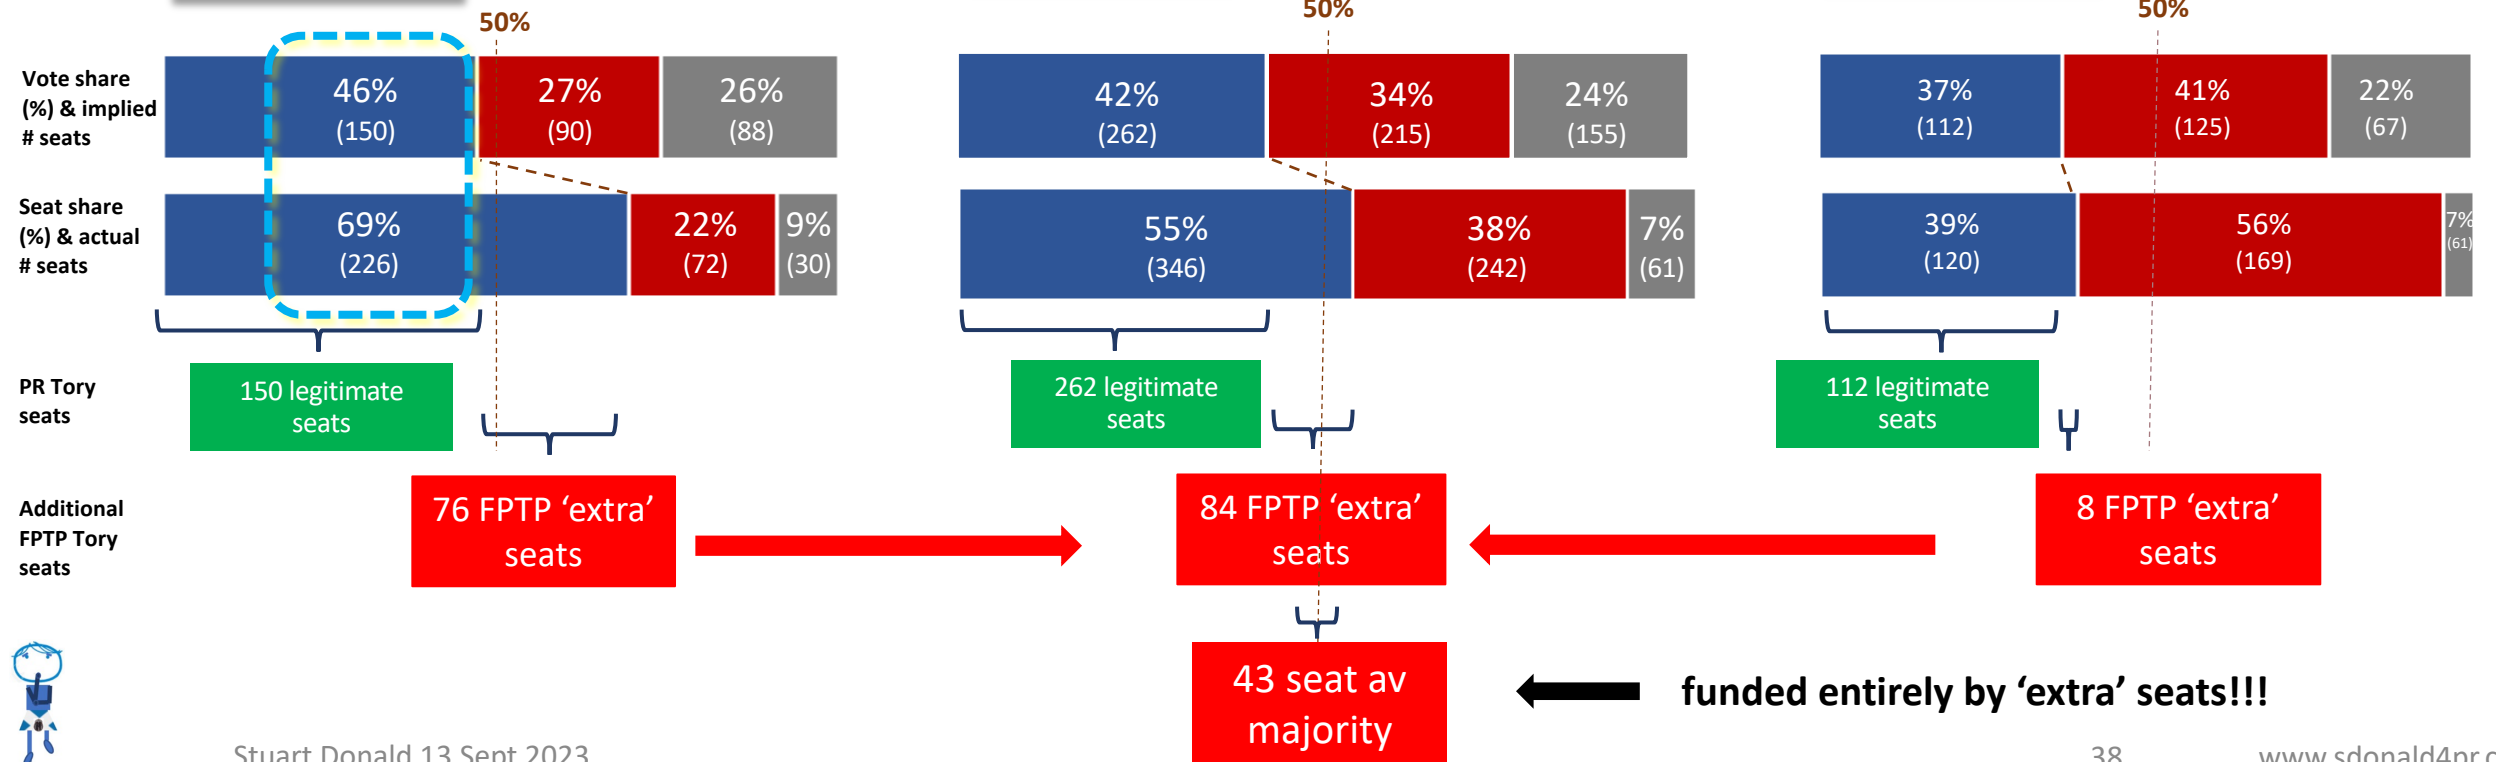 50%
50%
50%
Vote share
(%) & implied
# seats
46%
(150)
27%
(90)
26%
(88)
42%
(262)
34%
(215)
24%
(155)
37%
(112)
41%
(125)
22%
(67)
Seat share
(%) & actual
# seats
69%
(226)
22%
(72)
9%
(30)
55%
(346)
38%
(242)
7%
(61)
39%
(120)
56%
(169)
7%
(61)
PR Tory
seats
150 legitimate
seats
262 legitimate
seats
112 legitimate
seats
Additional
FPTP Tory
seats
76 FPTP ‘extra’
seats
84 FPTP ‘extra’
seats
8 FPTP ‘extra’
seats
43 seat av
majority
funded entirely by ‘extra’ seats!!!
Stuart Donald 13 Sept 2023
38
www.sdonald4pr.c